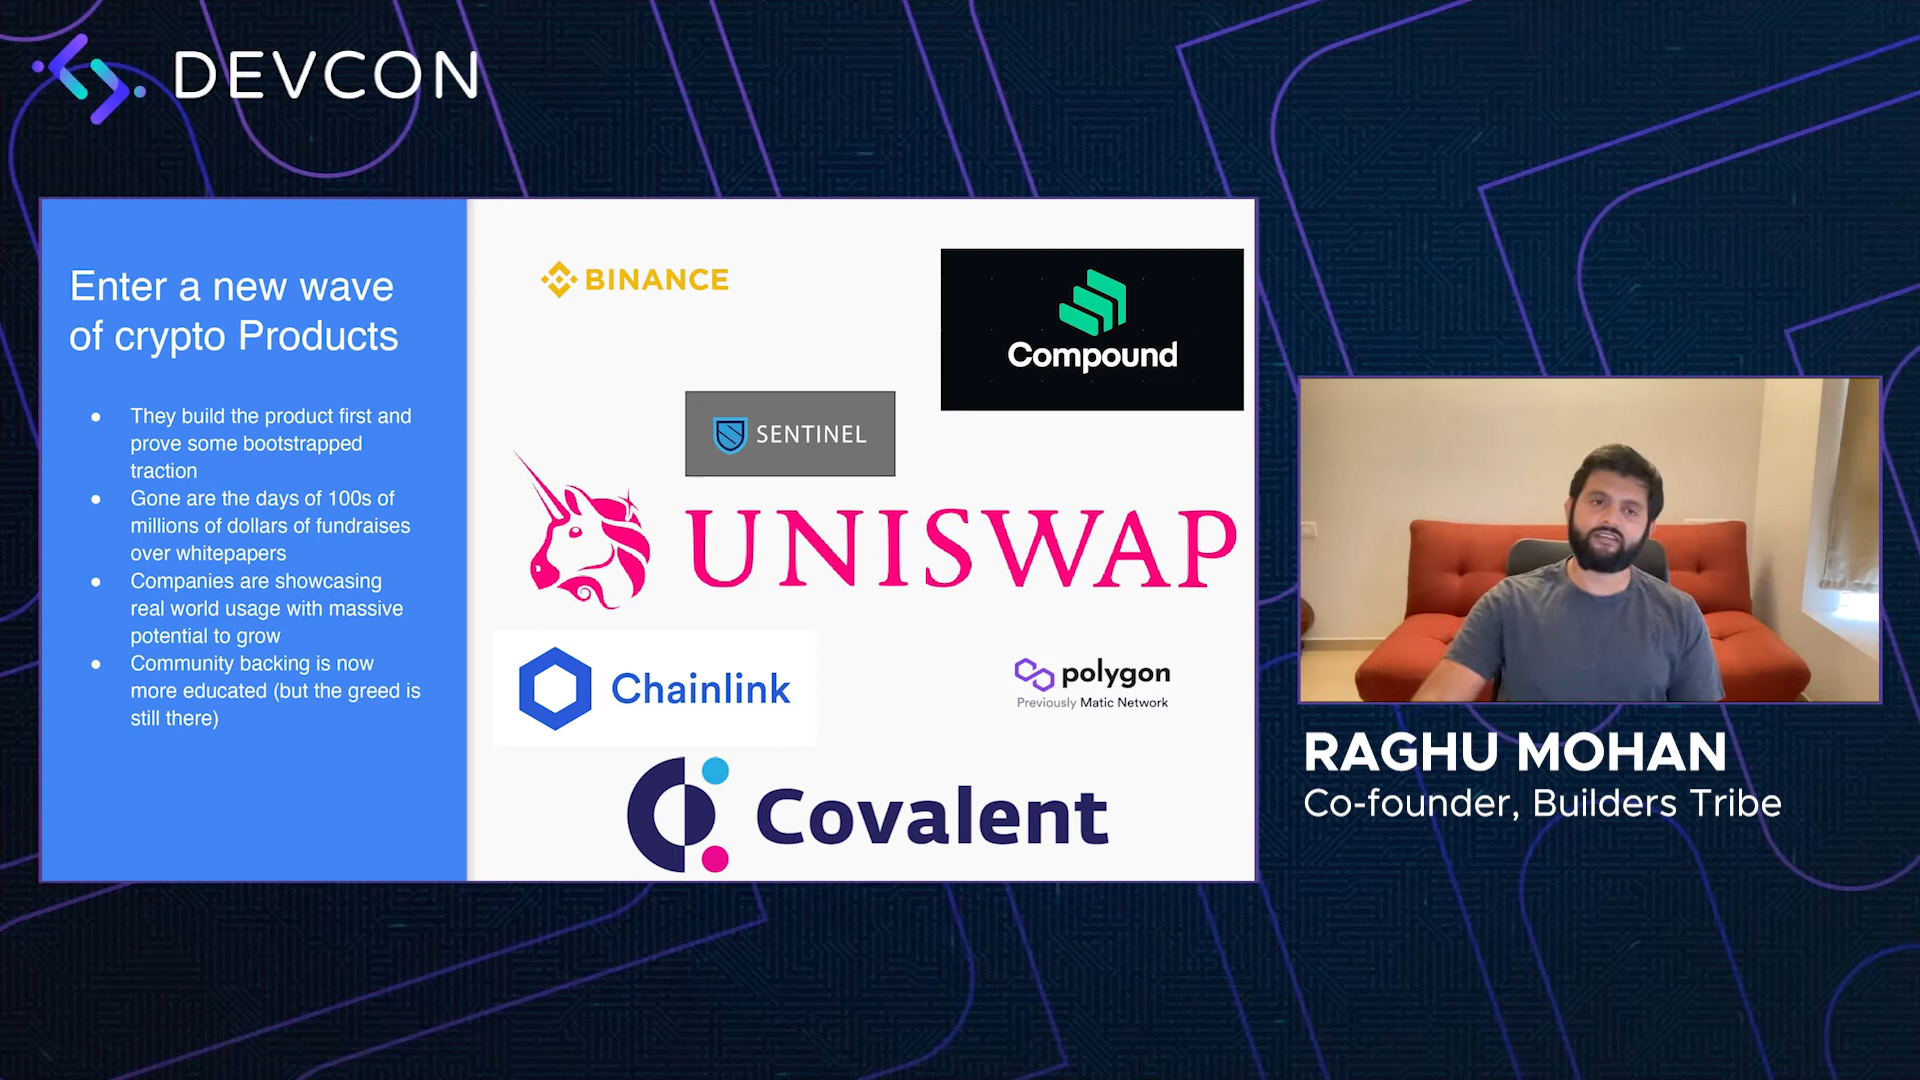 DEVCON
Enter a new wave
of crypto Products
● They build the product first and
prove some bootstrapped
traction
● Gone are the days of 100s of
millions of dollars of fundraises
over whitepapers
● Companies are showcasing
real world usage with massive
potential to grow
● Community backing is now
more educated (but the greed is
still there)
BINANCE
Compound
SENTINEL
UNISWAP
Chainlink
polygon
Previously Matic Network
Covalent
RAGHU MOHAN
Co-founder, Builders Tribe